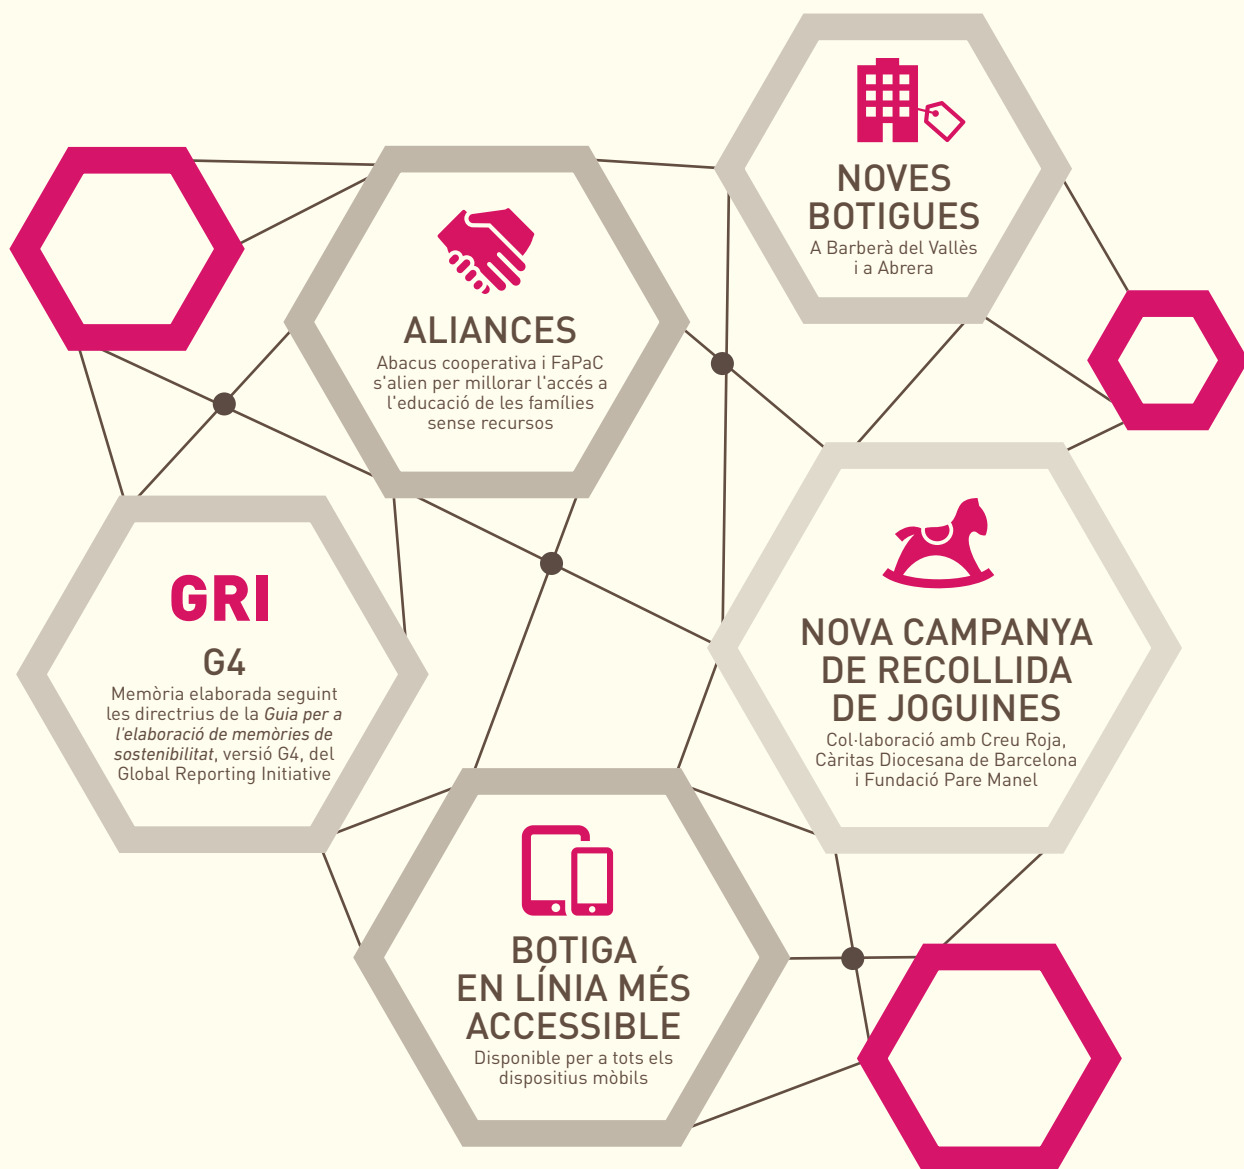 NOVES
BOTIGUES
A Barberà del Vallès
i a Abrera
ALIANCES
Abacus cooperativa i FaPaC
s'alien per millorar l'accés a
l'educació de les famílies
sense recursos
GRI
G4
Memòria elaborada seguint
les directrius de la Guia per a
l'elaboració de memòries de
sostenibilitat, versió G4, del
Global Reporting Initiative
NOVA CAMPANYA
DE RECOLLIDA
DE JOGUINES
Col·laboració amb Creu Roja,
Càritas Diocesana de Barcelona
i Fundació Pare Manel
BOTIGA
EN LÍNIA MÉS
ACCESSIBLE
Disponible per a tots els
dispositius mòbils